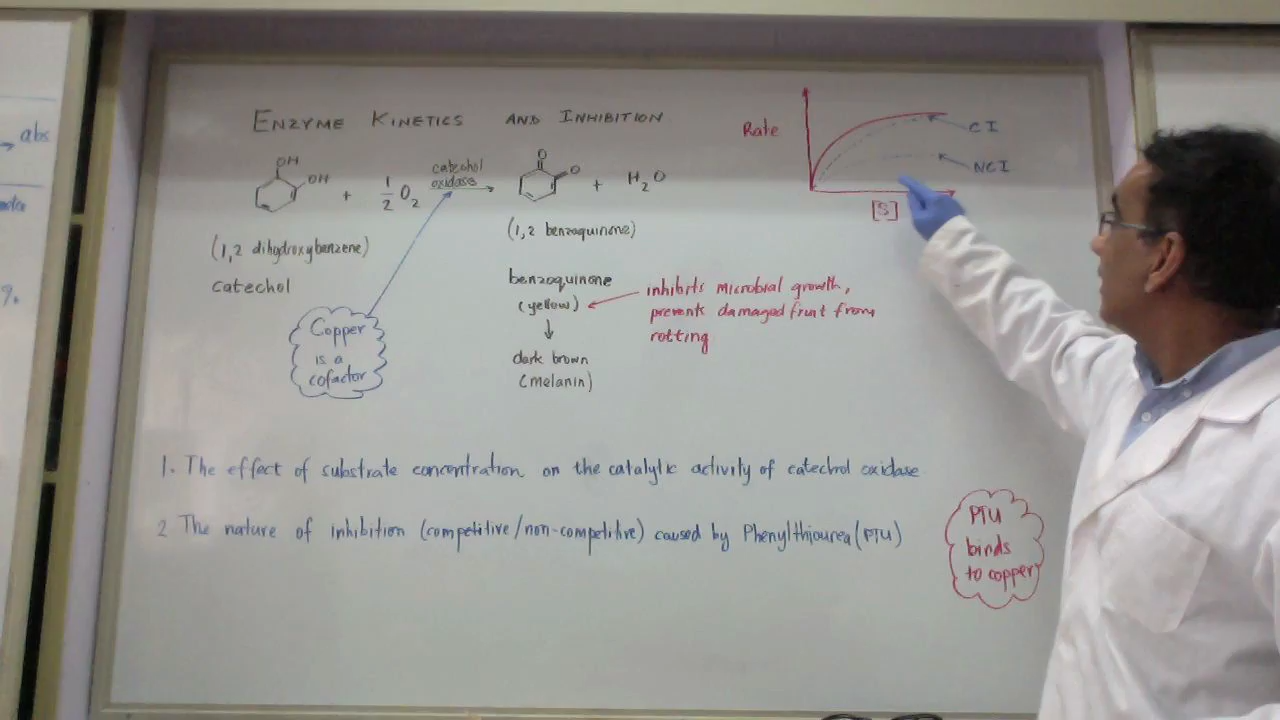 ENZYME KINETICS AND INHIBITION
OH
OH
+ 1/2 O2
catechol
oxidase
O
O
+ H2O
(1,2 dihydroxybenzene)
catechol
(1,2 benzoquinone)
benzoquinone
(yellow)
dark brown
(melanin)
inhibits microbial growth,
prevents damaged fruit from
rotting
Copper
is a
cofactor
Rate
CI
NCI
[S]
1. The effect of substrate concentration on the catalytic activity of catechol oxidase
2 The nature of inhibition (competitive/non-competitive) caused by Phenylthiourea (PTU)
PTU
binds
to copper
abs
%.